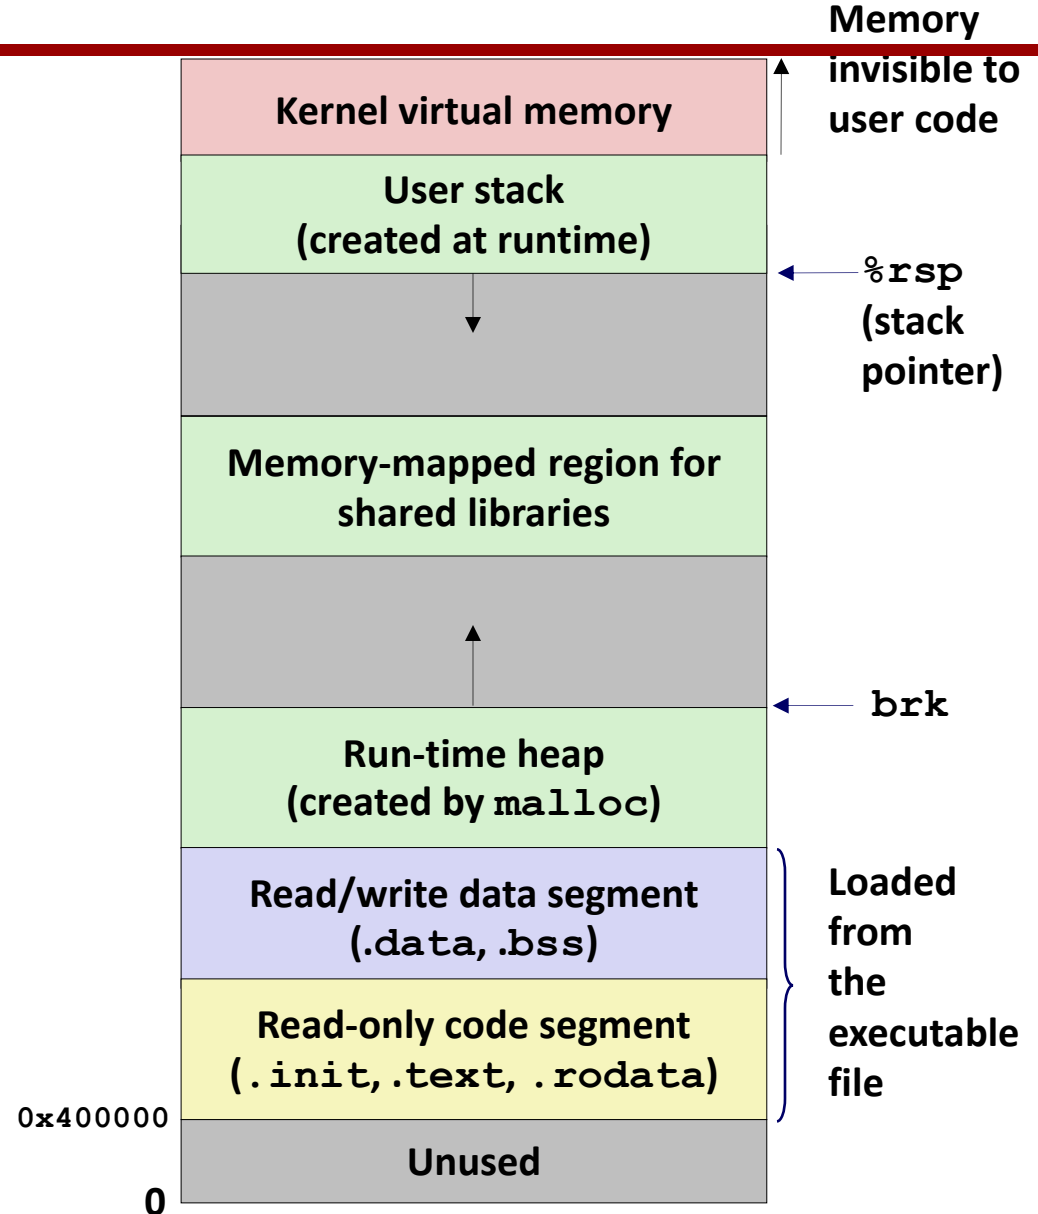 Memory
invisible to
user code
Kernel virtual memory
User stack
(created at runtime)
%rsp
(stack
pointer)
Memory-mapped region for
shared libraries
brk
Run-time heap
(created by malloc)
Read/write data segment
(.data, .bss)
Loaded
from
the
executable
file
Read-only code segment
(.init, .text, .rodata)
0x400000
Unused
0